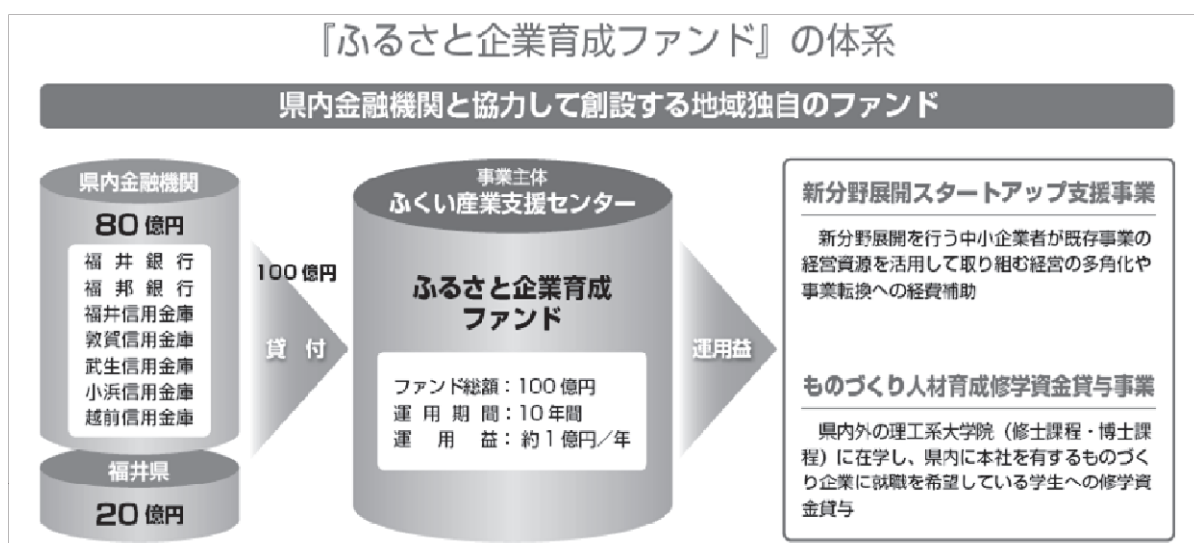 『ふるさと企業育成ファンド』の体系
県内金融機関と協力して創設する地域独自のファンド
県内金融機関
80億円
福井銀行
福邦銀行
福井信用金庫
敦賀信用金庫
武生信用金庫
小浜信用金庫
越前信用金庫
福井県
20億円
100億円
貸付
事業主体
ふくい産業支援センター
ふるさと企業育成
ファンド
ファンド総額：100億円
運用期間：10年間
運用益：約1億円／年
運用益
新分野展開スタートアップ支援事業
新分野展開を行う中小企業者が既存事業の
経営資源を活用して取り組む経営の多角化や
事業転換への経費補助
ものづくり人材育成修学資金貸与事業
県内外の理工系大学院（修士課程・博士課
程）に在学し、県内に本社を有するものづく
り企業に就職を希望している学生への修学資
金貸与